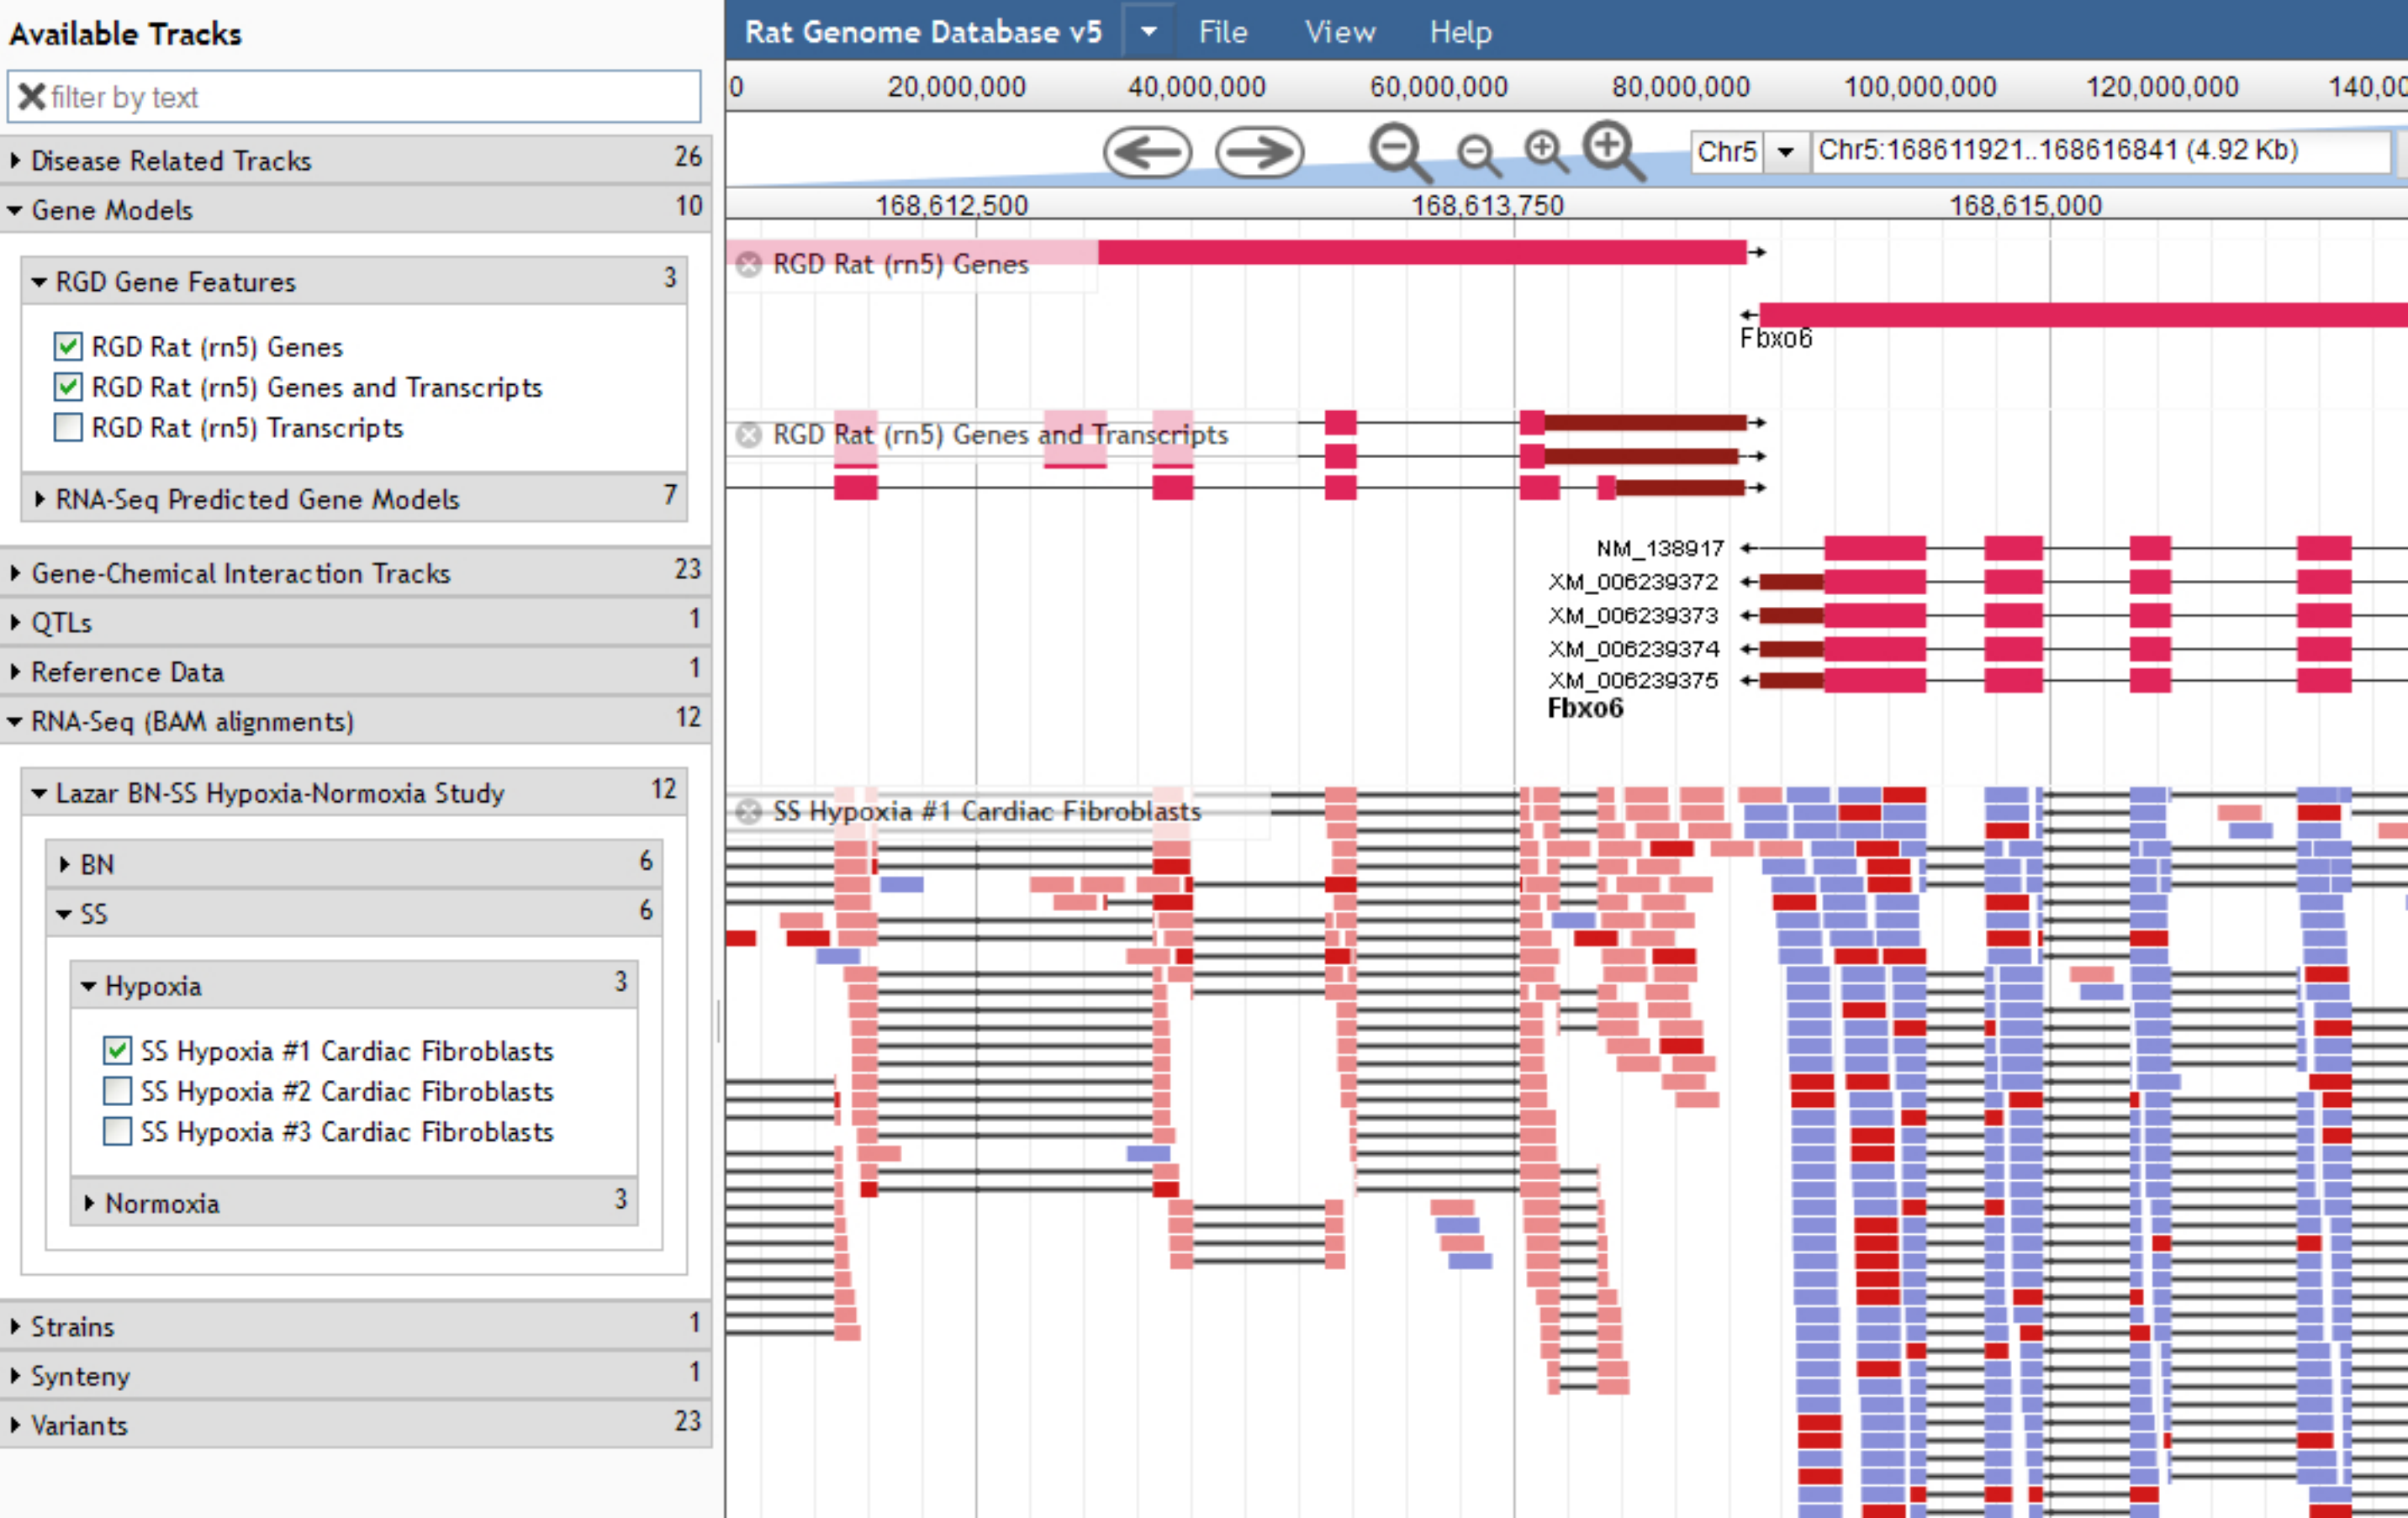 Available Tracks
filter by text
Disease Related Tracks 26
Gene Models 10
RGD Gene Features 3
RGD Rat (rn5) Genes
RGD Rat (rn5) Genes and Transcripts
RGD Rat (rn5) Transcripts
RNA-Seq Predicted Gene Models 7
Gene-Chemical Interaction Tracks 23
QTLs 1
Reference Data 1
RNA-Seq (BAM alignments) 12
Lazar BN-SS Hypoxia-Normoxia Study 12
BN 6
SS 6
Hypoxia 3
SS Hypoxia #1 Cardiac Fibroblasts
SS Hypoxia #2 Cardiac Fibroblasts
SS Hypoxia #3 Cardiac Fibroblasts
Normoxia 3
Strains 1
Synteny 1
Variants 23
Rat Genome Database v5 File View Help
0 20,000,000 40,000,000 60,000,000 80,000,000 100,000,000 120,000,000 140,00
Chr5 Chr5:168611921..168616841 (4.92 Kb)
168,612,500 168,613,750 168,615,000
RGD Rat (rn5) Genes
Fbxo6
RGD Rat (rn5) Genes and Transcripts
NM_138917
XM_006239372
XM_006239373
XM_006239374
XM_006239375
Fbxo6
SS Hypoxia #1 Cardiac Fibroblasts